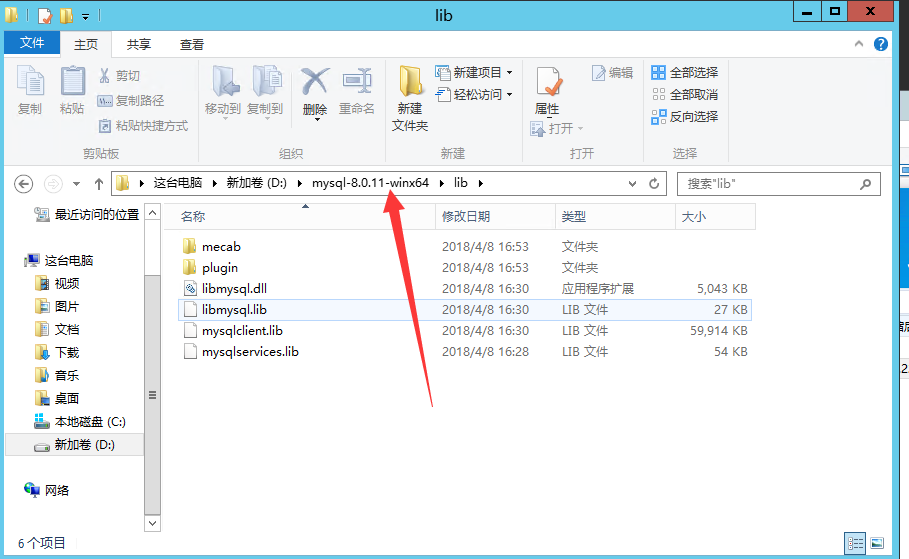 lib
文件 主页 共享 查看
复制 粘贴 剪切 复制路径 粘贴快捷方式
移动到 复制到 删除 重命名
新建文件夹 新建项目 轻松访问
属性 打开 编辑
全部选择 全部取消 反向选择
剪贴板 组织 新建 打开 选择
这台电脑 新加卷 (D:) mysql-8.0.11-winx64 lib
搜索"lib"
最近访问的位置
这台电脑
视频
图片
文档
下载
音乐
桌面
本地磁盘 (C:)
新加卷 (D:)
网络
名称 修改日期 类型 大小
mecab 2018/4/8 16:53 文件夹
plugin 2018/4/8 16:53 文件夹
libmysql.dll 2018/4/8 16:30 应用程序扩展 5,043 KB
libmysql.lib 2018/4/8 16:30 LIB 文件 27 KB
mysqlclient.lib 2018/4/8 16:30 LIB 文件 59,914 KB
mysqlservices.lib 2018/4/8 16:28 LIB 文件 54 KB
6 个项目